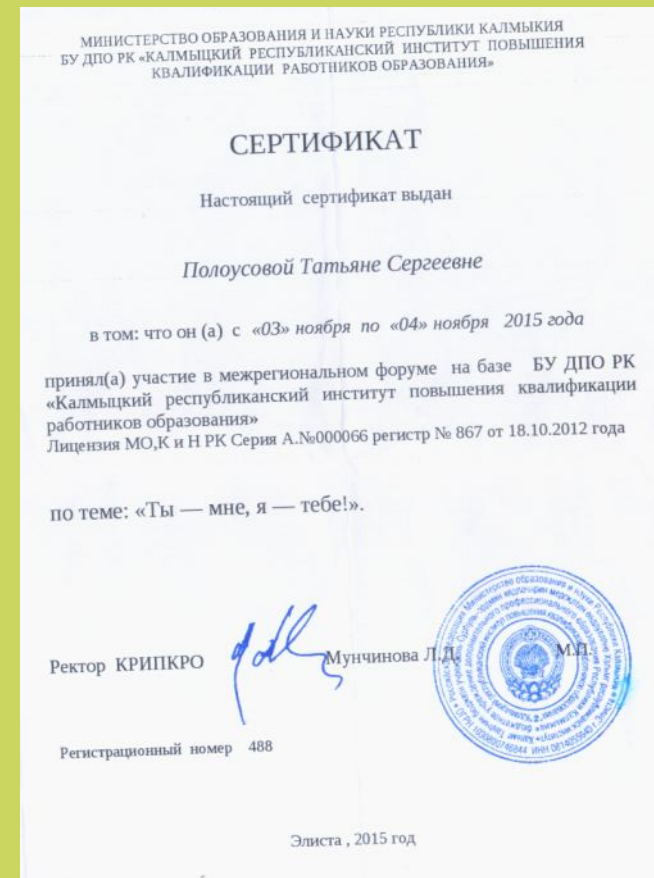 МИНИСТЕРСТВО ОБРАЗОВАНИЯ И НАУКИ РЕСПУБЛИКИ КАЛМЫКИЯ
БУ ДПО РК «КАЛМЫЦКИЙ РЕСПУБЛИКАНСКИЙ ИНСТИТУТ ПОВЫШЕНИЯ
КВАЛИФИКАЦИИ РАБОТНИКОВ ОБРАЗОВАНИЯ»
СЕРТИФИКАТ
Настоящий сертификат выдан
Полоусовой Татьяне Сергеевне
в том: что он (а) с «03» ноября по «04» ноября 2015 года
принял(а) участие в межрегиональном форуме на базе БУ ДПО РК
«Калмыцкий республиканский институт повышения квалификации
работников образования»
Лицензия МО,К и Н РК Серия А.№000066 регистр № 867 от 18.10.2012 года
по теме: «Ты — мне, я — тебе!».
Ректор КРИПКРО Мунчинова Л.Д. М.П.
Регистрационный номер 488
Элиста , 2015 год